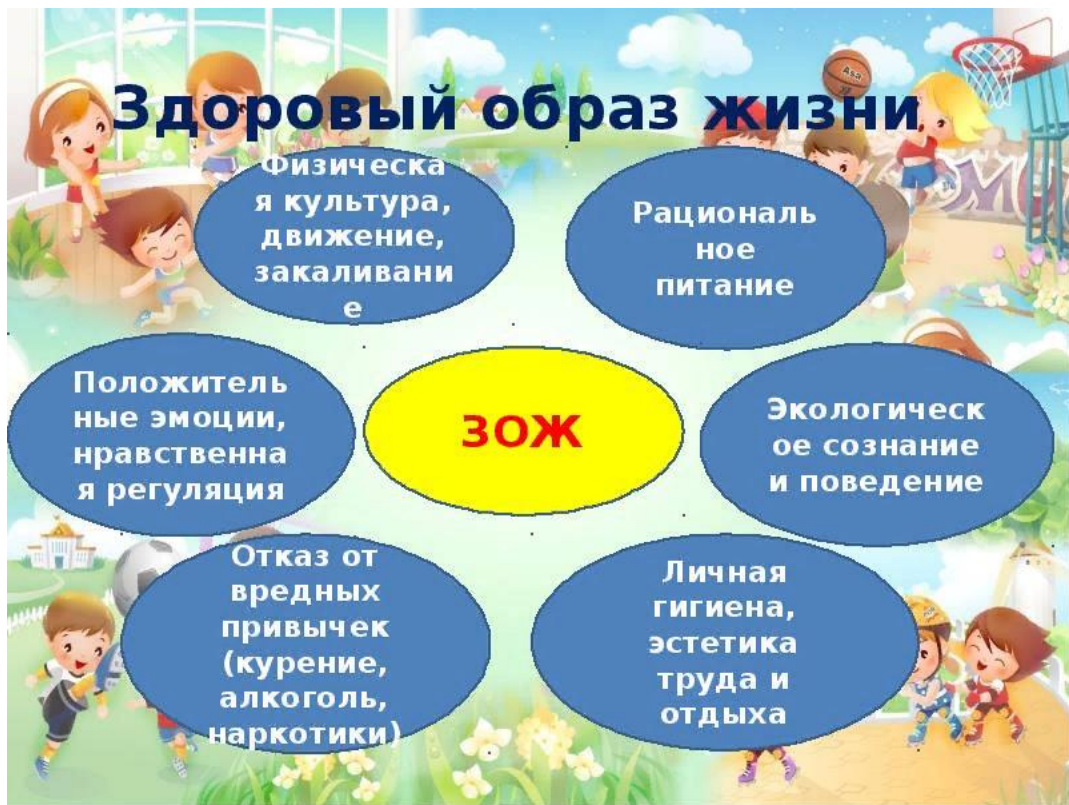 Здоровый образ жизни
Физическа
я культура,
движение,
закаливани
е
Рациональ
ное
питание
Положитель
ные эмоции,
нравственна
я регуляция
ЗОЖ
Экологическ
ое сознание
и поведение
Отказ от
вредных
привычек
(курение,
алкоголь,
наркотики)
Личная
гигиена,
эстетика
труда и
отдыха